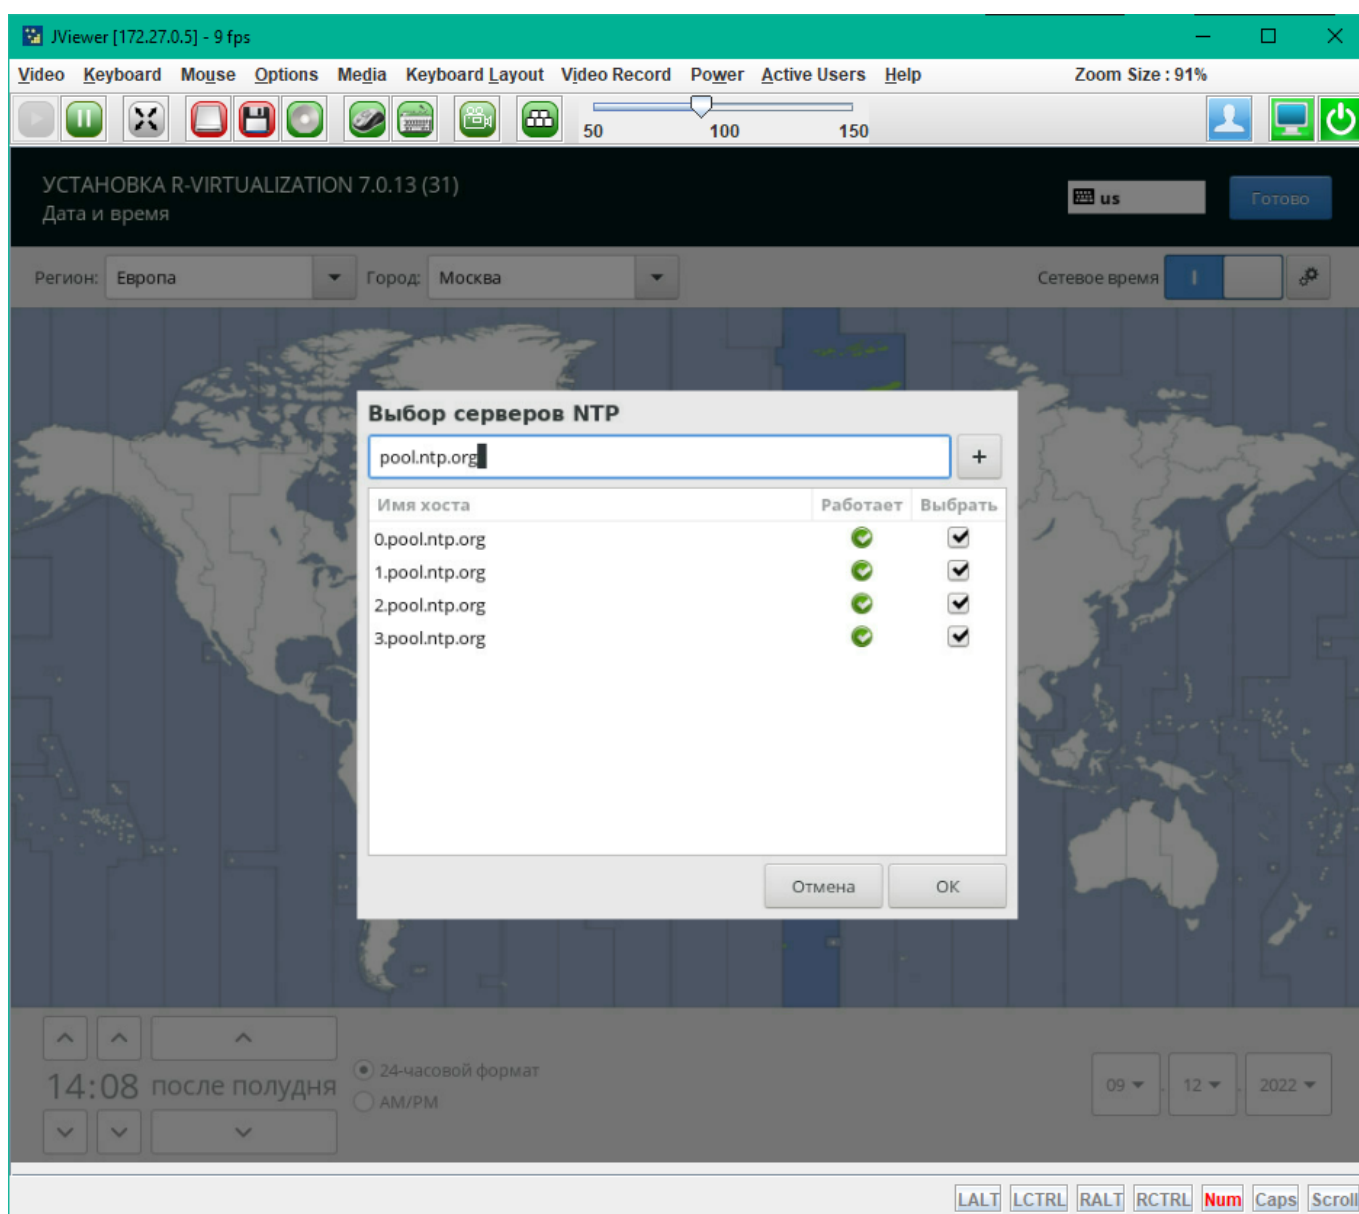 JViewer [172.27.0.5] - 9 fps
Video Keyboard Mouse Options Media Keyboard Layout Video Record Power Active Users Help Zoom Size : 91%
50 100 150
УСТАНОВКА R-VIRTUALIZATION 7.0.13 (31)
Дата и время
us
Готово
Регион: Европа Город: Москва Сетевое время
Выбор серверов NTP
pool.ntp.org
+
Имя хоста Работает Выбрать
0.pool.ntp.org
1.pool.ntp.org
2.pool.ntp.org
3.pool.ntp.org
Отмена ОК
14:08 после полудня
24-часовой формат
AM/PM
09 . 12 . 2022
LALT LCTRL RALT RCTRL Num Caps Scroll